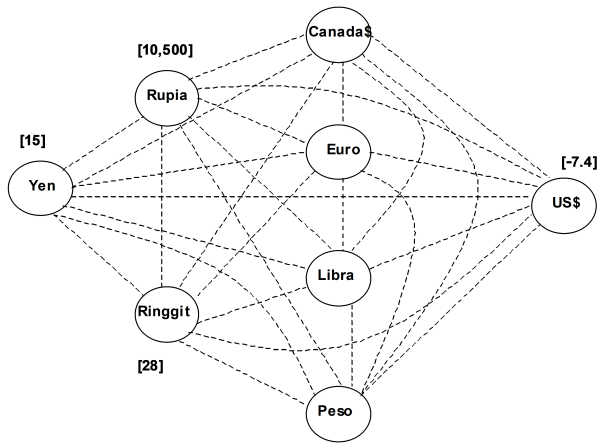 Canada$
[10,500]
Rupia
Euro
[15]
[-7.4]
Yen
US$
Libra
Ringgit
[28]
Peso